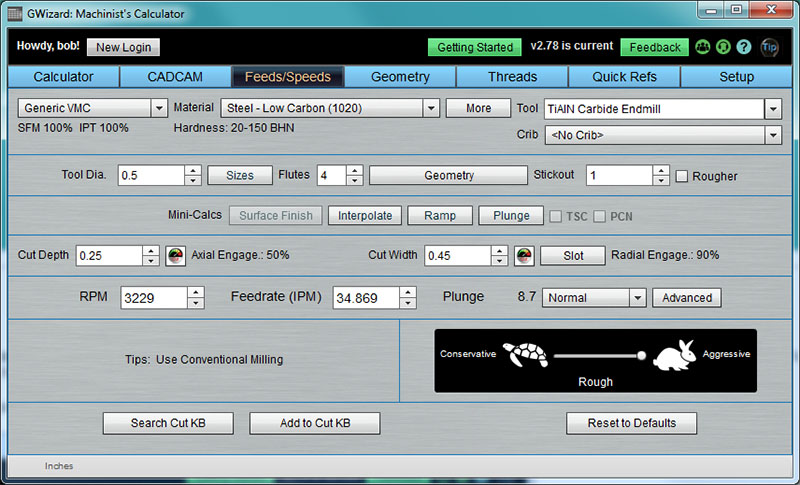 GWizard: Machinist's Calculator
Howdy, bob! New Login Getting Started v2.78 is current Feedback ? Tip
Calculator CADCAM Feeds/Speeds Geometry Threads Quick Refs Setup
Generic VMC Material Steel - Low Carbon (1020) More Tool TiAlN Carbide Endmill
SFM 100% IPT 100% Hardness: 20-150 BHN Crib <No Crib>
Tool Dia. 0.5 Sizes Flutes 4 Geometry Stickout 1 Rougher
Mini-Calcs Surface Finish Interpolate Ramp Plunge TSC PCN
Cut Depth 0.25 Axial Engage.: 50% Cut Width 0.45 Slot Radial Engage.: 90%
RPM 3229 Feedrate (IPM) 34.869 Plunge 8.7 Normal Advanced
Tips: Use Conventional Milling
Conservative Aggressive
Rough
Search Cut KB Add to Cut KB Reset to Defaults
Inches